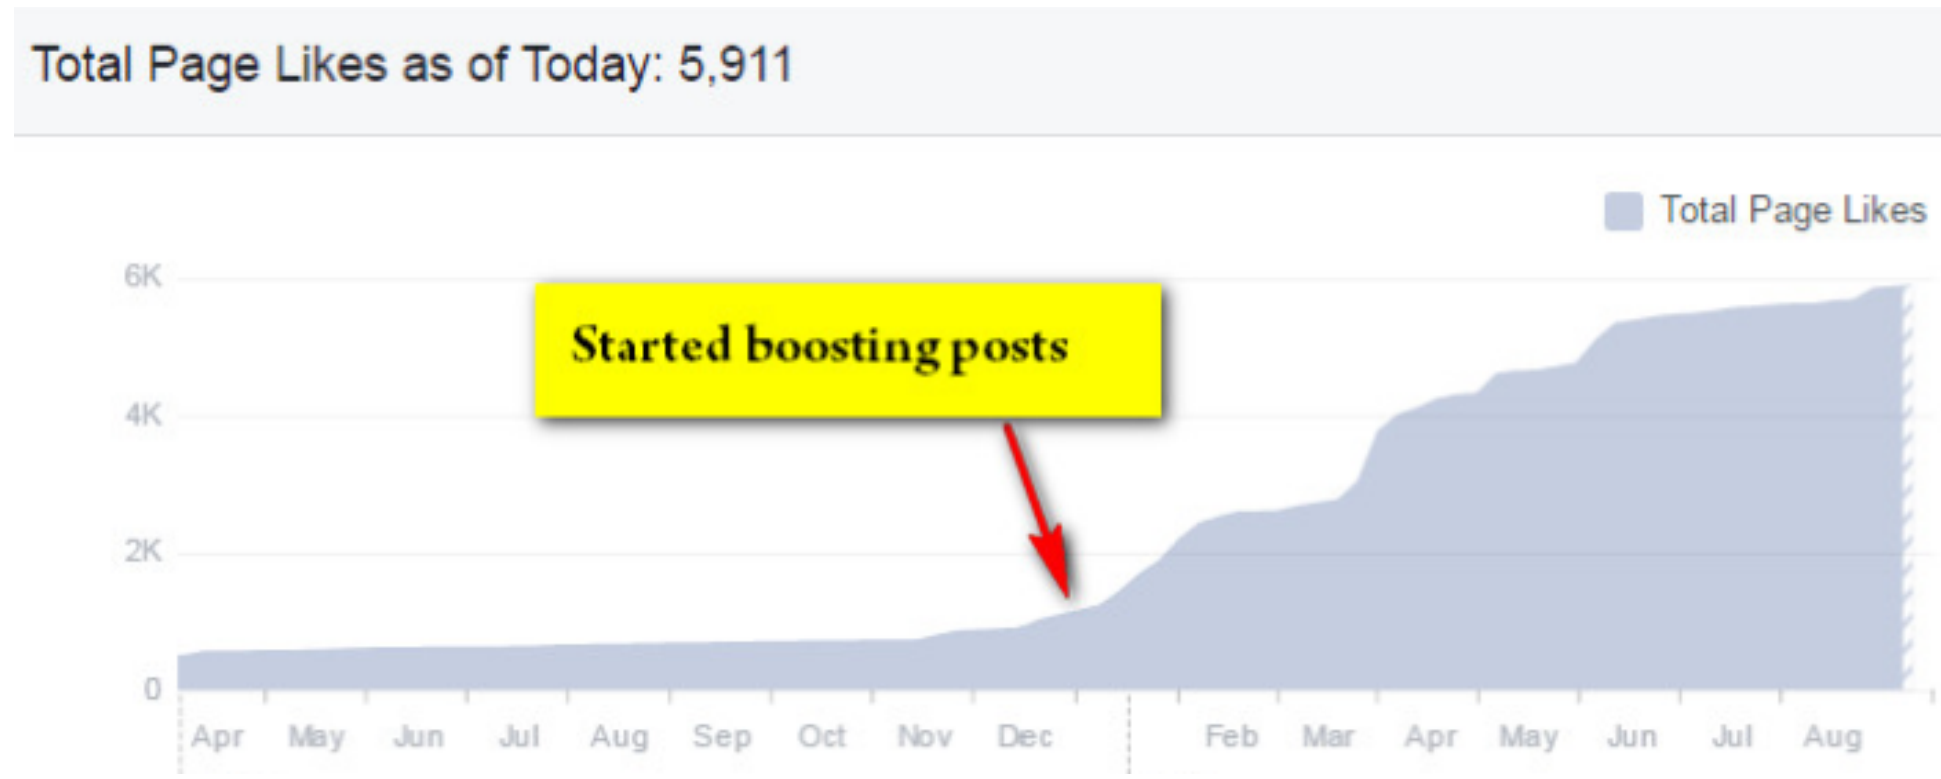 Total Page Likes as of Today: 5,911
Total Page Likes
6K
Started boosting posts
4K
2K
0
Apr May Jun Jul Aug Sep Oct Nov Dec Feb Mar Apr May Jun Jul Aug